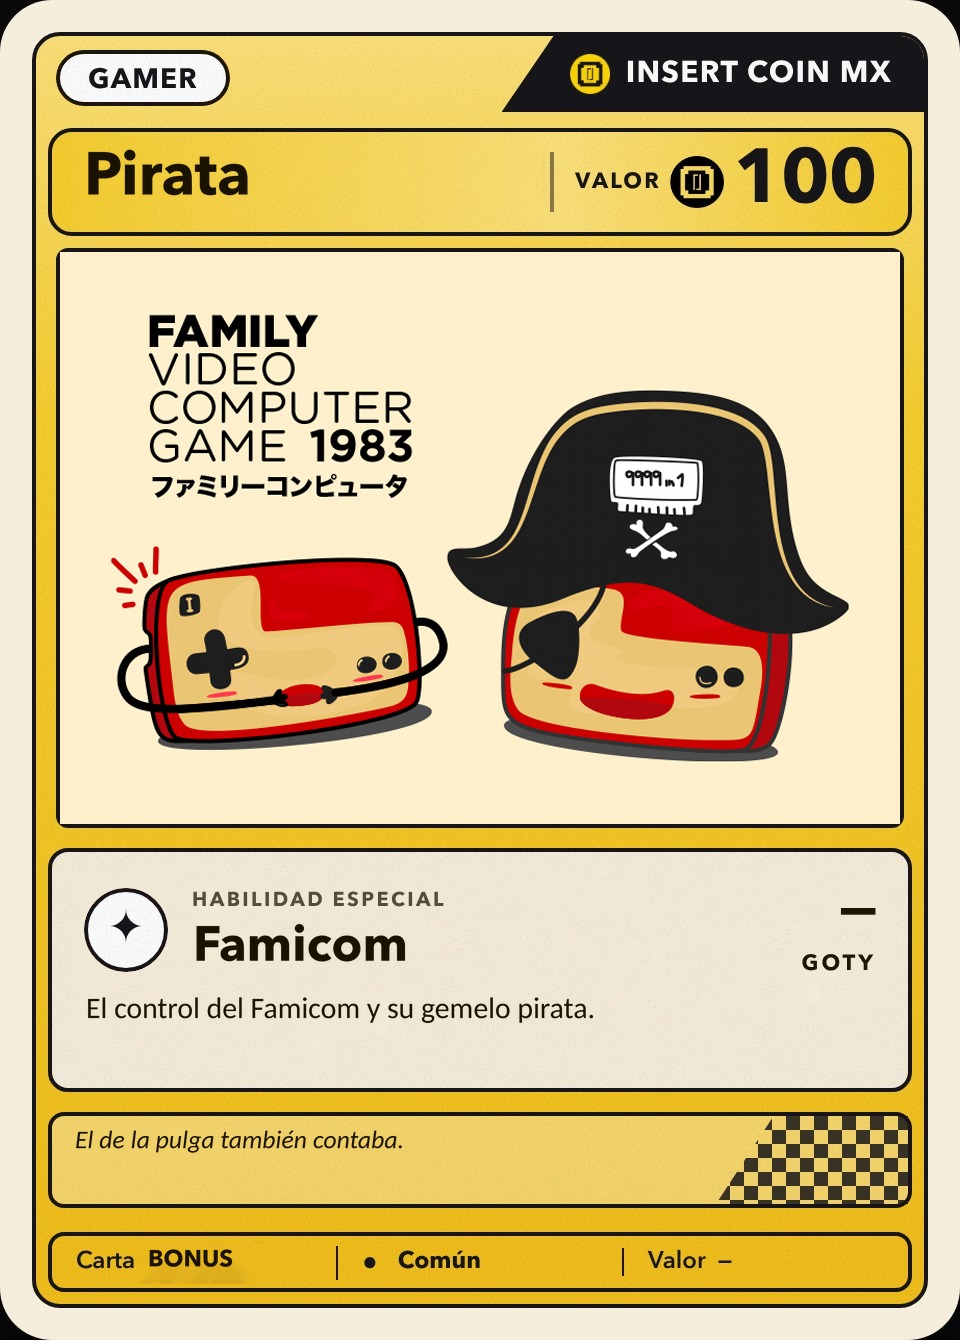 GAMER
INSERT COIN MX
Pirata
VALOR 100
FAMILY
VIDEO
COMPUTER
GAME 1983
ファミリーコンピュータ
9999 in 1
I
HABILIDAD ESPECIAL
Famicom
—
GOTY
El control del Famicom y su gemelo pirata.
El de la pulga también contaba.
Carta BONUS
• Común
Valor –